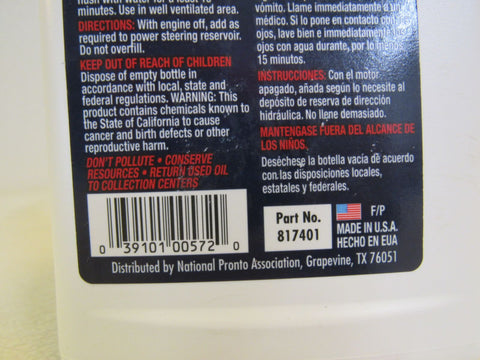 flush with water for at least 15
minutes. Use in well ventilated area.
DIRECTIONS: With engine off, add as
required to power steering reservoir.
Do not overfill.
KEEP OUT OF REACH OF CHILDREN
Dispose of empty bottle in
accordance with local, state and
federal regulations. WARNING: This
product contains chemicals known to
the State of California to cause
cancer and birth defects or other
reproductive harm.
DON'T POLLUTE • CONSERVE
RESOURCES • RETURN USED OIL
TO COLLECTION CENTERS
0 39101 00572 0
vómito. Llame inmediatamente a un
médico. Si lo pone en contacto con
ojos, lave bien e inmediatamente
ojos con agua durante, por lo menos
15 minutos.
INSTRUCCIONES: Con el motor
apagado, añada según lo necesite al
depósito de reserva de dirección
hidráulica. No llene demasiado.
MANTENGASE FUERA DEL ALCANCE DE
LOS NIÑOS.
Deséchese la botella vacia de acuerdo
con las disposiciones locales,
estatales y federales.
Part No.
817401
F/P
MADE IN U.S.A.
HECHO EN EUA
Distributed by National Pronto Association, Grapevine, TX 76051